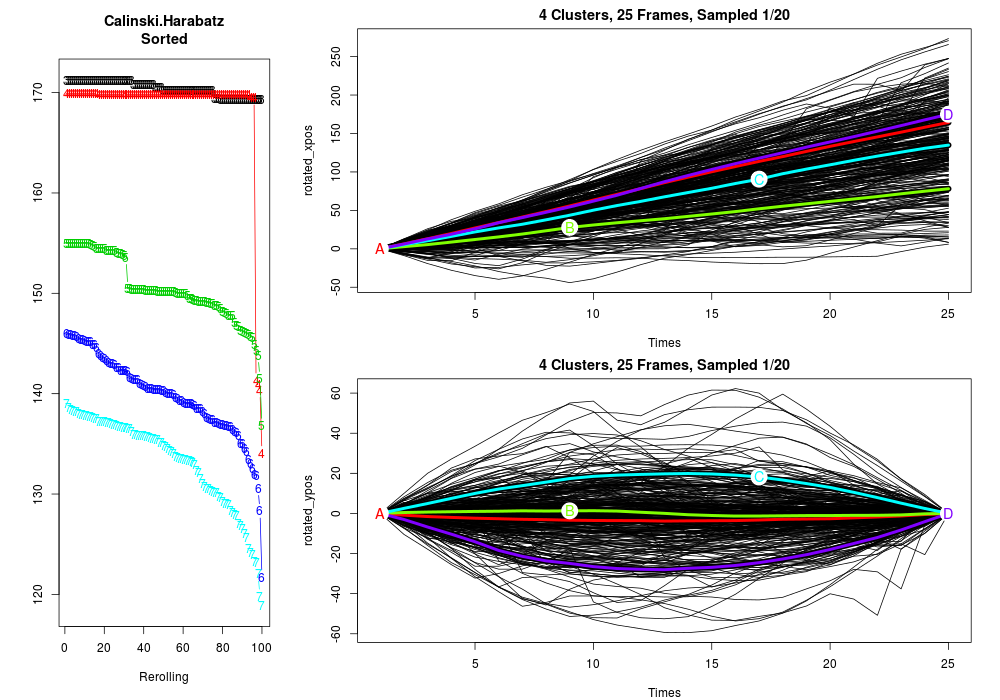 Calinski.Harabatz
Sorted
170
160
150
140
130
120
0 20 40 60 80 100
Rerolling
4 Clusters, 25 Frames, Sampled 1/20
rotated_xpos
250
200
150
100
50
0
-50
A
B
C
D
5 10 15 20 25
Times
4 Clusters, 25 Frames, Sampled 1/20
rotated_ypos
60
40
20
0
-20
-40
-60
A
B
C
D
5 10 15 20 25
Times